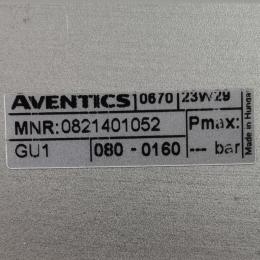 AVENTICS 0670 23W29
MNR:0821401052 Pmax:
GU1 080 - 0160 --- bar
Made in Hungary